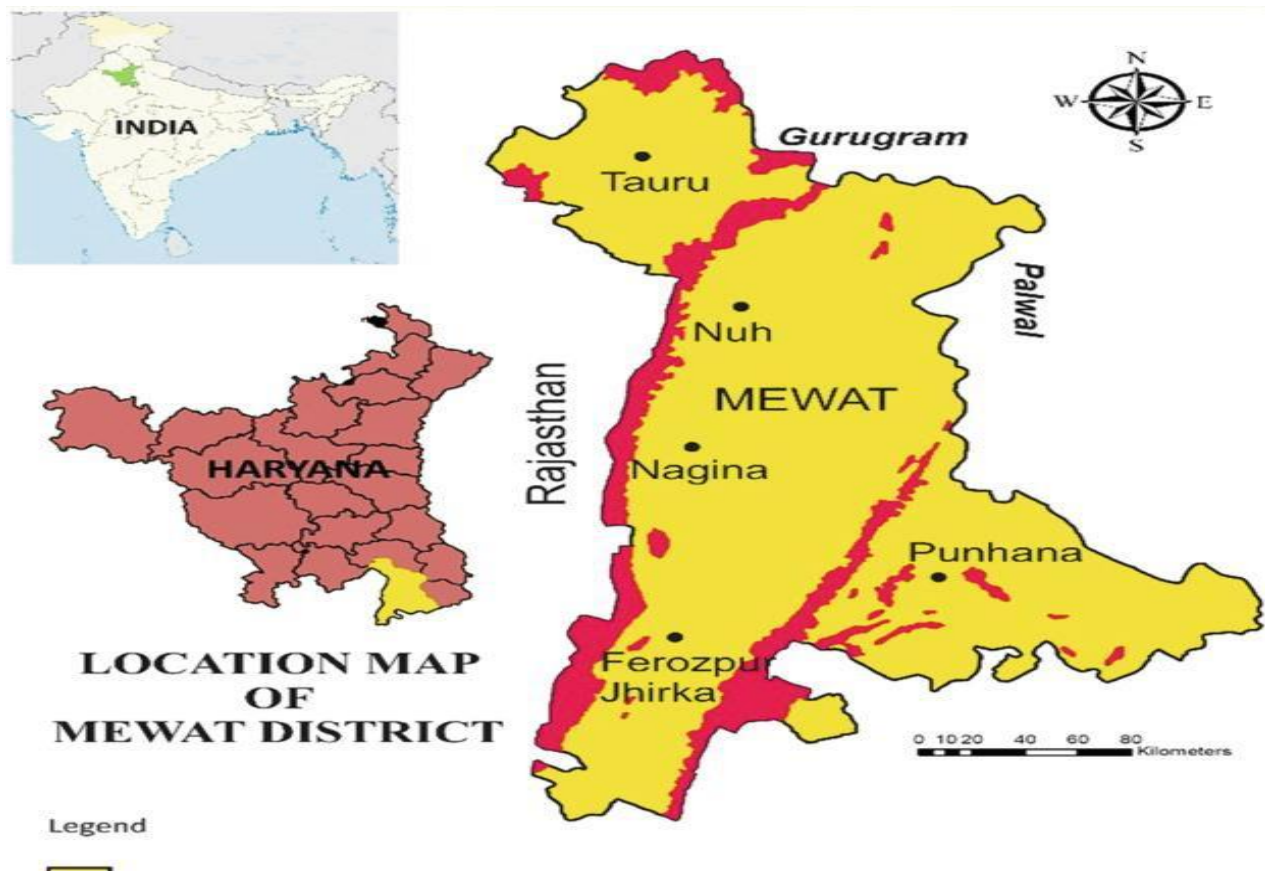 INDIA
N
W E
S
Gurugram
Tauru
Palwal
Nuh
Rajasthan
MEWAT
HARYANA
Nagina
Punhana
Ferozpur
Jhirka
LOCATION MAP
OF
MEWAT DISTRICT
0 10 20 40 60 80
Kilometers
Legend